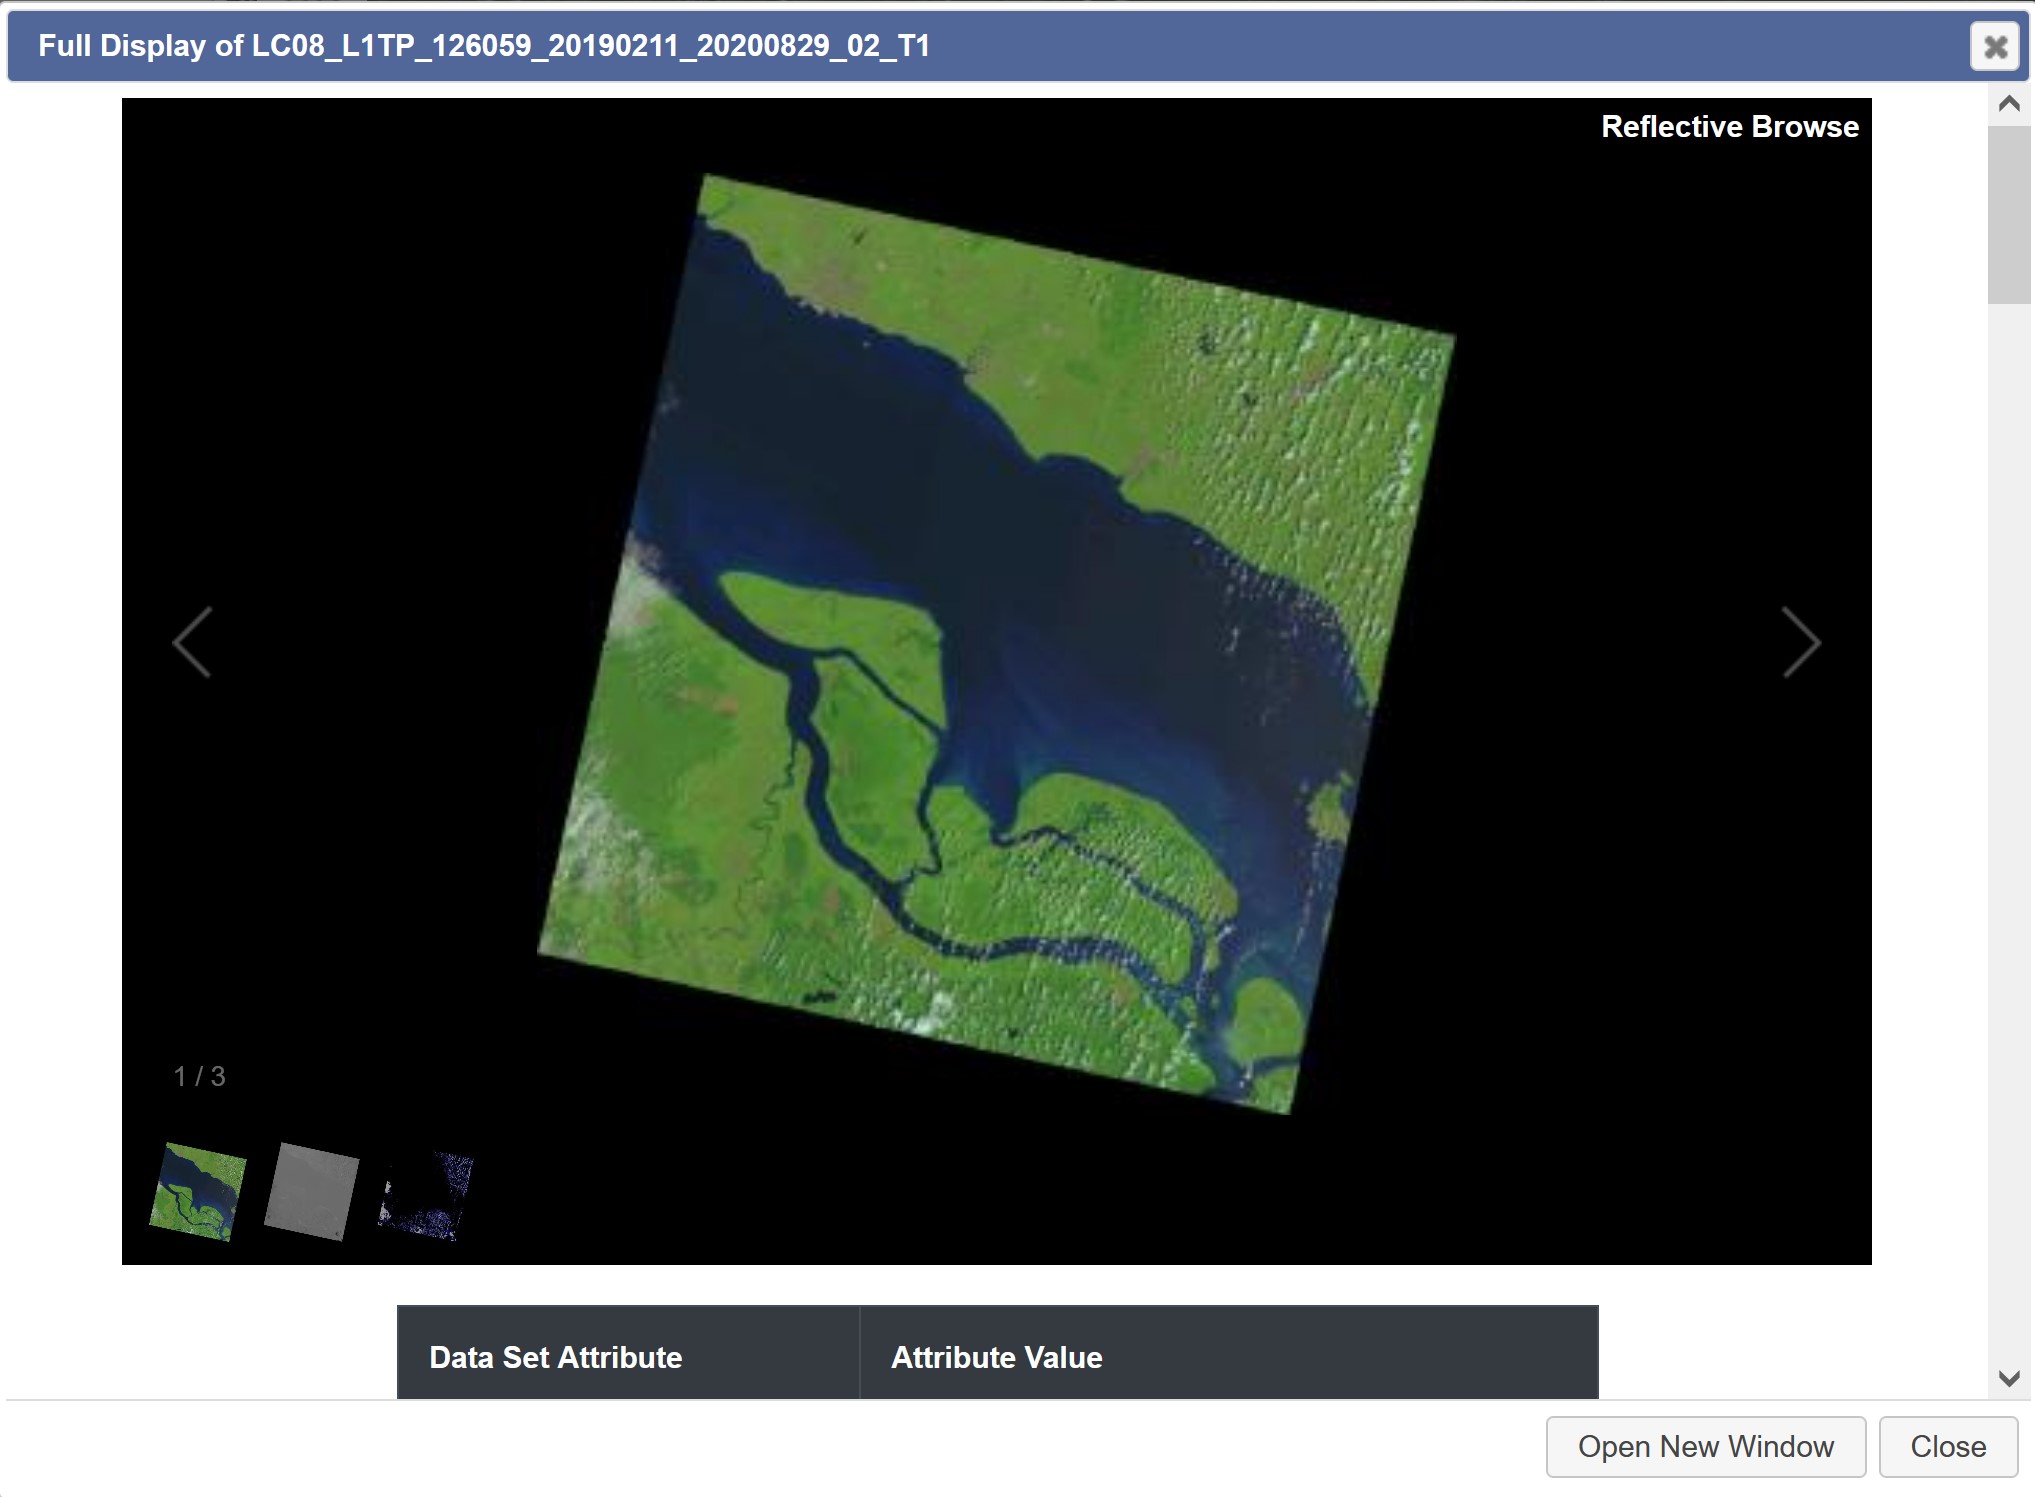 Full Display of LC08_L1TP_126059_20190211_20200829_02_T1
Reflective Browse
1 / 3
Data Set Attribute
Attribute Value
Open New Window
Close